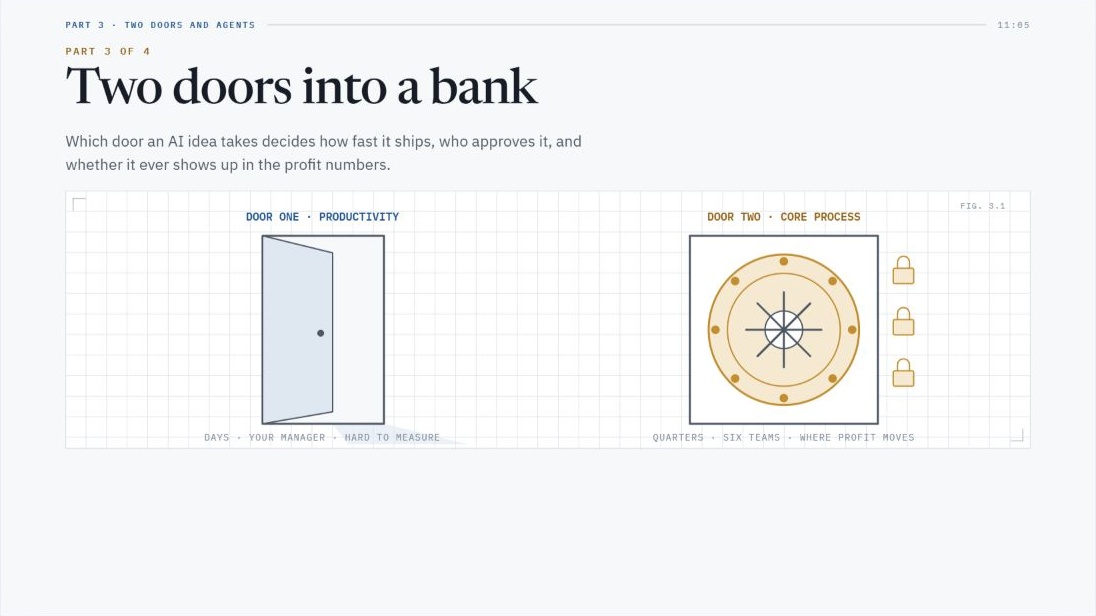 PART 3 · TWO DOORS AND AGENTS
11:05
PART 3 OF 4
Two doors into a bank
Which door an AI idea takes decides how fast it ships, who approves it, and
whether it ever shows up in the profit numbers.
FIG. 3.1
DOOR ONE · PRODUCTIVITY
DOOR TWO · CORE PROCESS
DAYS · YOUR MANAGER · HARD TO MEASURE
QUARTERS · SIX TEAMS · WHERE PROFIT MOVES